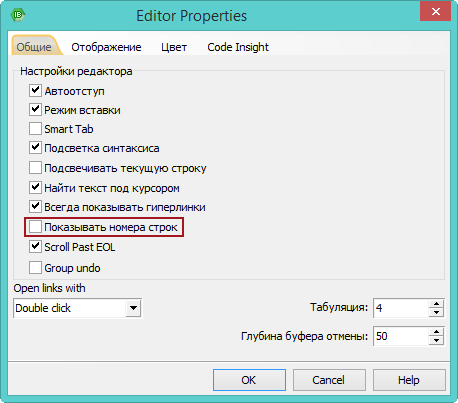 IB
Editor Properties
Общие Отображение Цвет Code Insight
Настройки редактора
Автоотступ
Режим вставки
Smart Tab
Подсветка синтаксиса
Подсвечивать текущую строку
Найти текст под курсором
Всегда показывать гиперлинки
Показывать номера строк
Scroll Past EOL
Group undo
Open links with
Double click Табуляция: 4
Глубина буфера отмены: 50
OK Cancel Help